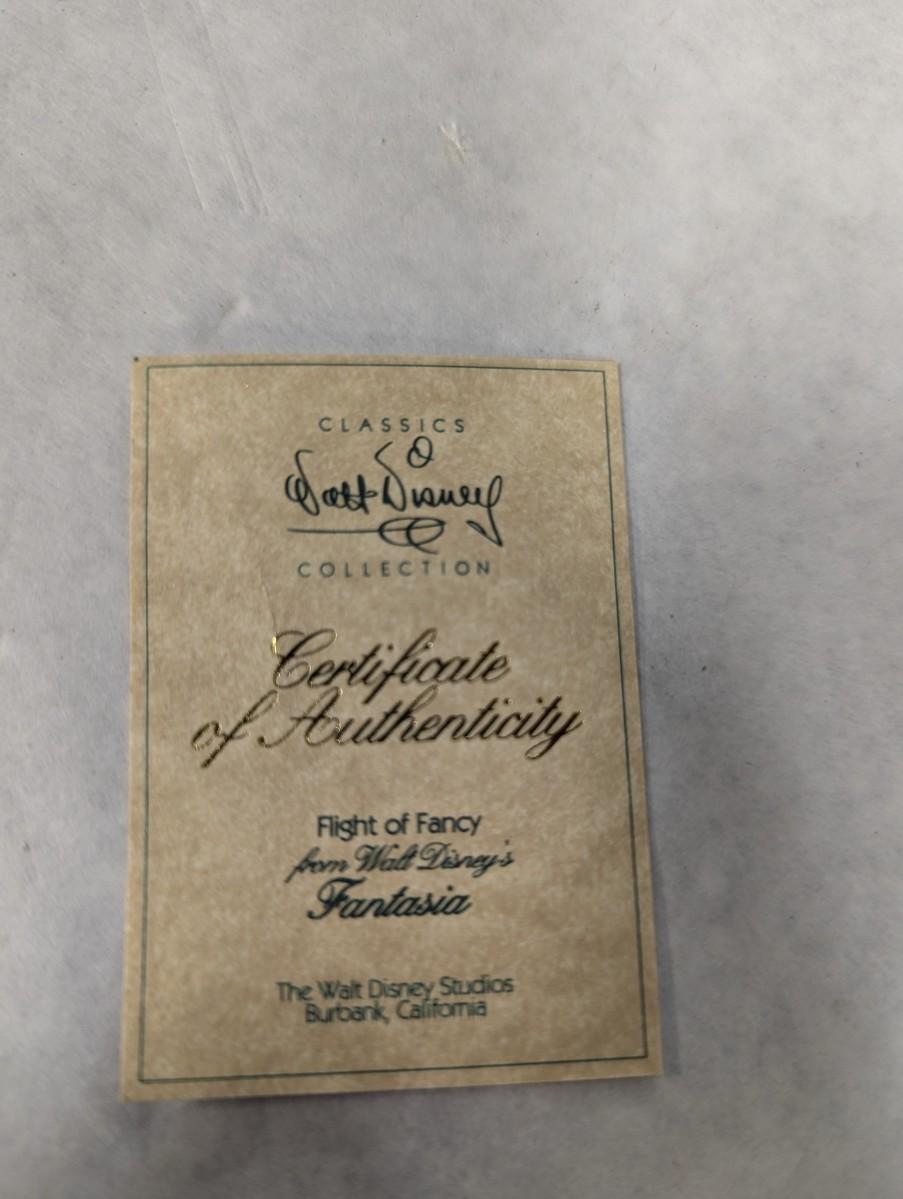 CLASSICS
Walt Disney
COLLECTION
Certificate
of Authenticity
Flight of Fancy
from Walt Disney's
Fantasia
The Walt Disney Studios
Burbank, California